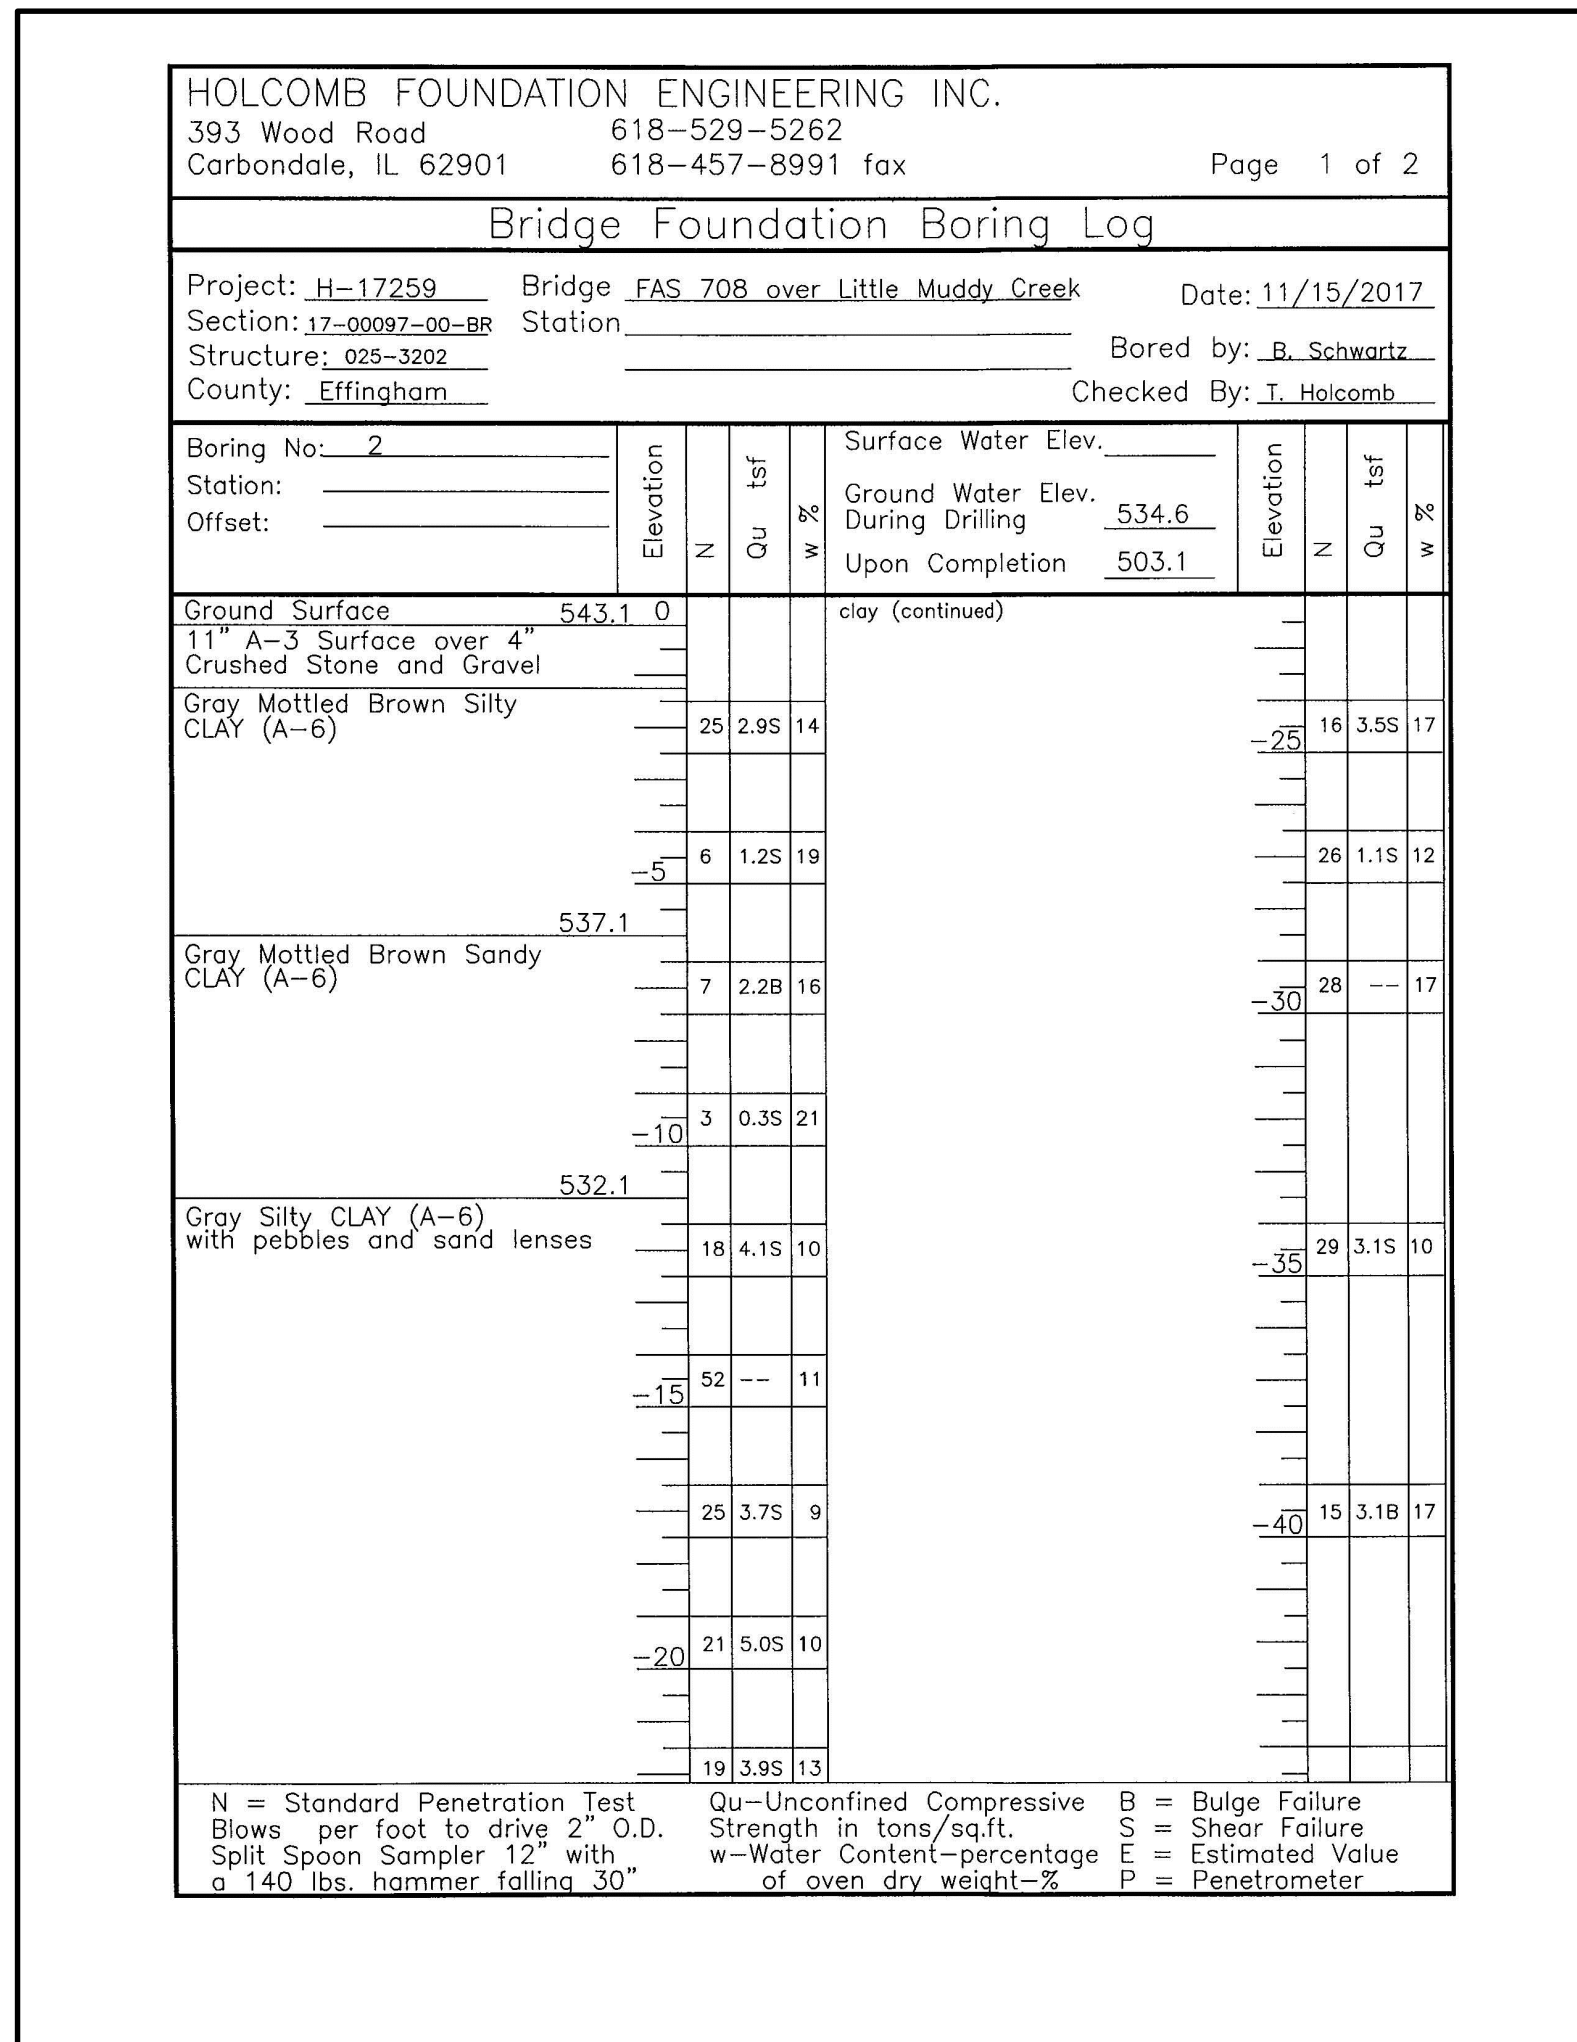 HOLCOMB FOUNDATION ENGINEERING INC.
393 Wood Road 618-529-5262
Carbondale, IL 62901 618-457-8991 fax Page 1 of 2
Bridge Foundation Boring Log
Project: H-17259 Bridge FAS 708 over Little Muddy Creek Date: 11/15/2017
Section: 17-00097-00-BR Station
Structure: 025-3202 Bored by: B. Schwartz
County: Effingham Checked By: T. Holcomb
Boring No: 2
Station:
Offset:
Elevation
N
Qu tsf
w %
Surface Water Elev.
Ground Water Elev.
During Drilling 534.6
Upon Completion 503.1
Elevation
N
Qu tsf
w %
Ground Surface 543.1 0
11" A-3 Surface over 4"
Crushed Stone and Gravel
Gray Mottled Brown Silty
CLAY (A-6)
25 2.9S 14
-5 6 1.2S 19
537.1
Gray Mottled Brown Sandy
CLAY (A-6)
7 2.2B 16
-10 3 0.3S 21
532.1
Gray Silty CLAY (A-6)
with pebbles and sand lenses
18 4.1S 10
-15 52 -- 11
25 3.7S 9
-20 21 5.0S 10
19 3.9S 13
clay (continued)
-25 16 3.5S 17
26 1.1S 12
-30 28 -- 17
-35 29 3.1S 10
-40 15 3.1B 17
N = Standard Penetration Test
Blows per foot to drive 2" O.D.
Split Spoon Sampler 12" with
a 140 lbs. hammer falling 30"
Qu-Unconfined Compressive
Strength in tons/sq.ft.
w-Water Content-percentage
of oven dry weight-%
B = Bulge Failure
S = Shear Failure
E = Estimated Value
P = Penetrometer